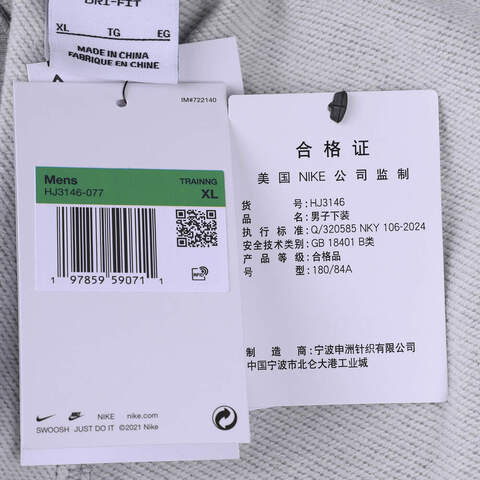 DRI-FIT
XL TG EG
MADE IN CHINA
FABRIQUE EN CHINE
IM#722140
Mens TRAINNG
HJ3146-077 XL
1 97859 59071
RFID
NIKE www.nike.com
SWOOSH JUST DO IT ©2021 Nike
合格证
美国 NIKE 公司监制
货号:HJ3146
品名:男子下装
执行标准:Q/320585 NKY 106-2024
安全技术类别:GB 18401 B类
产品等级:合格品
号型:180/84A
制造商:宁波申洲针织有限公司
中国宁波市北仑大港工业城